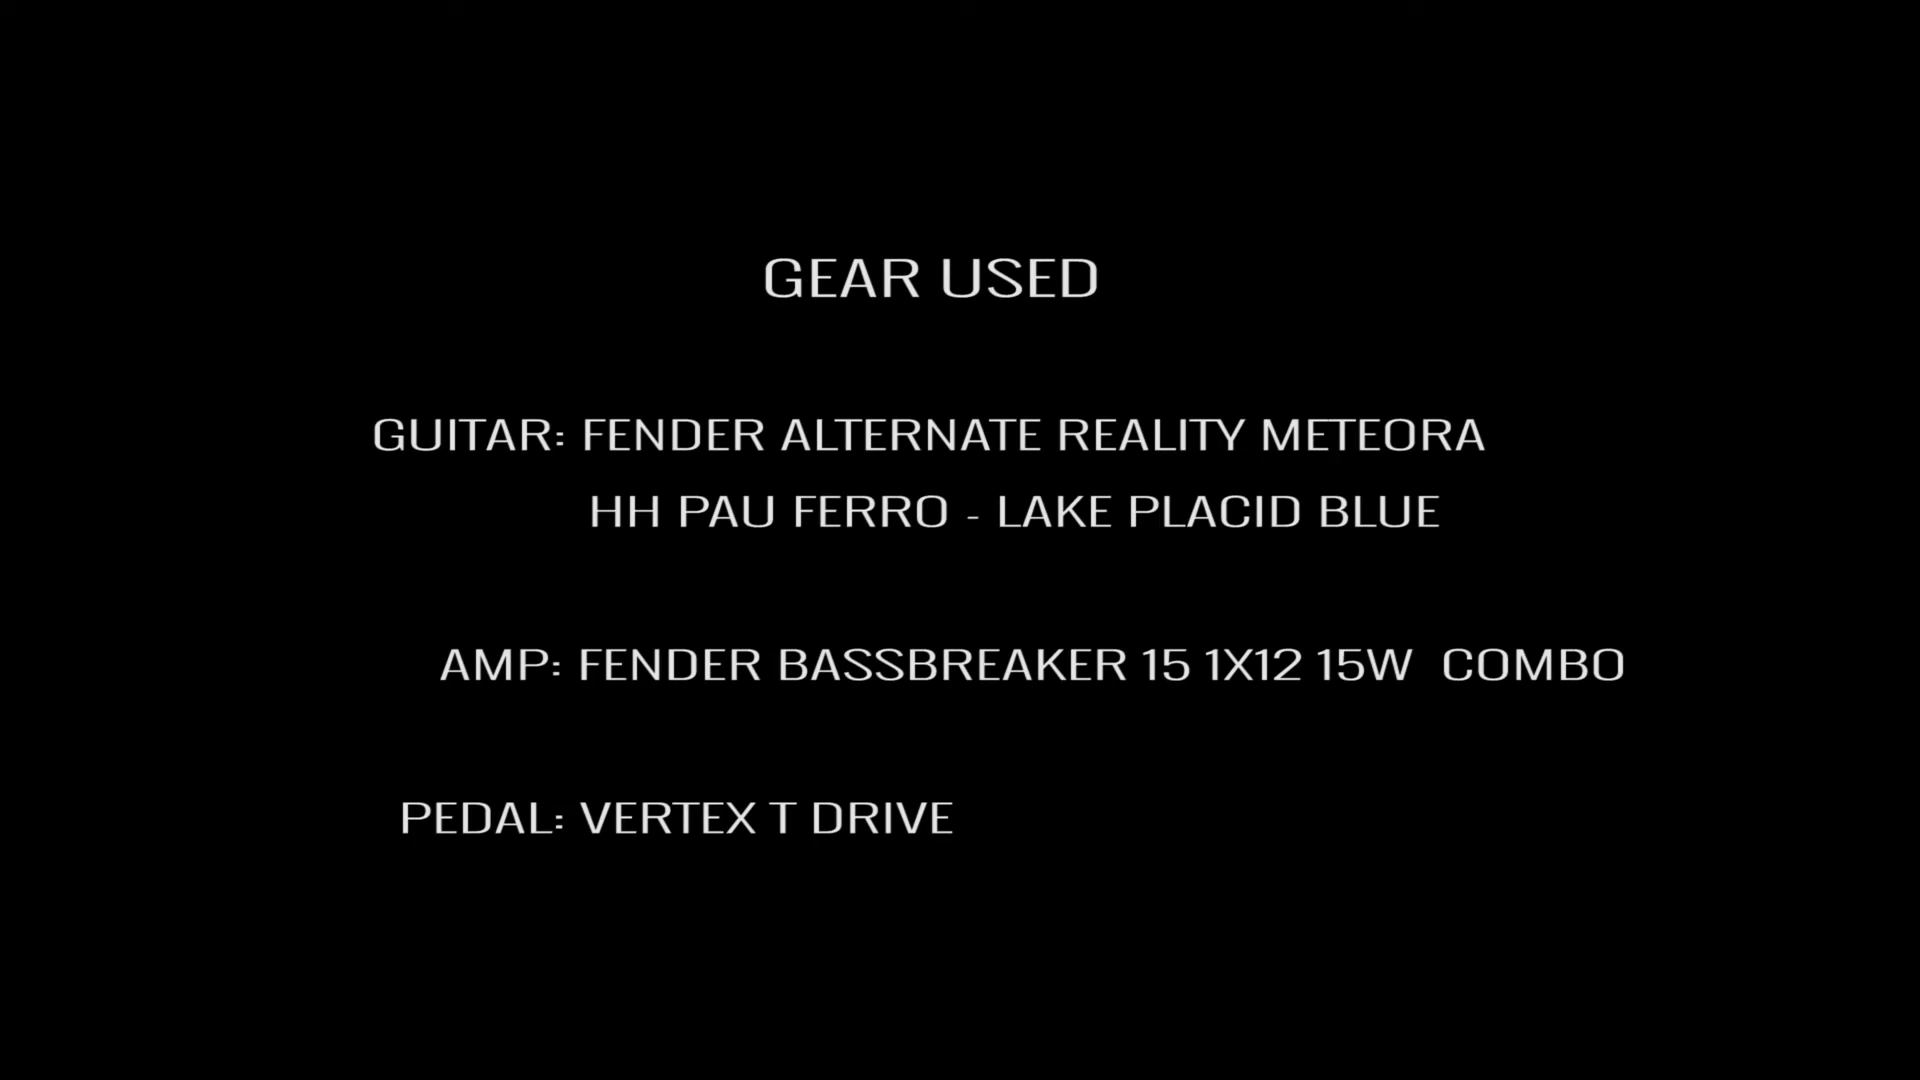 GEAR USED
GUITAR: FENDER ALTERNATE REALITY METEORA
HH PAU FERRO - LAKE PLACID BLUE
AMP: FENDER BASSBREAKER 15 1X12 15W  COMBO
PEDAL: VERTEX T DRIVE